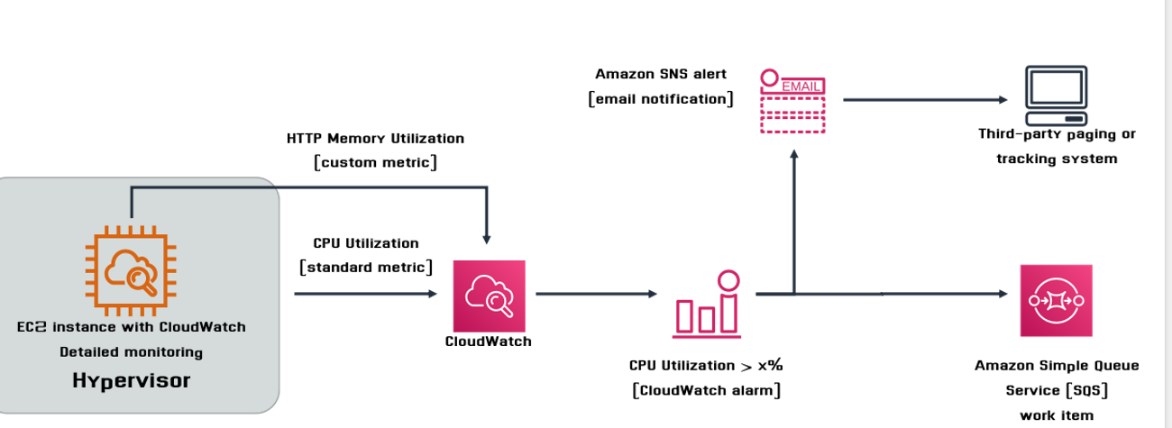 Amazon SNS alert
[email notification]
EMAIL
Third-party paging or
tracking system
HTTP Memory Utilization
[custom metric]
CPU Utilization
[standard metric]
EC2 instance with CloudWatch
Detailed monitoring
Hypervisor
CloudWatch
CPU Utilization > x%
[CloudWatch alarm]
Amazon Simple Queue
Service [SQS]
work item